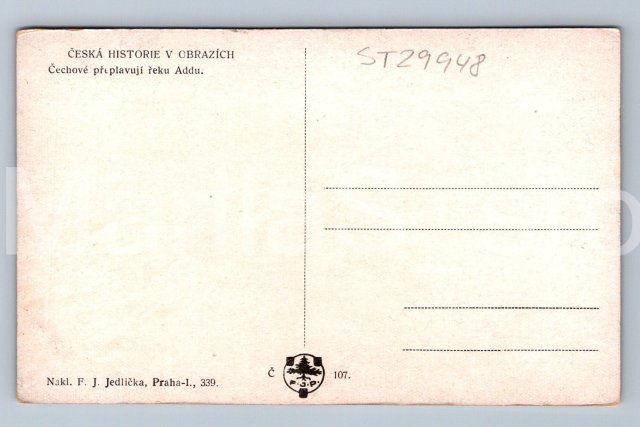 ČESKÁ HISTORIE V OBRAZÍCH
Čechové přeplavují řeku Addu.
ST29948
Nakl. F. J. Jedlička, Praha-I., 339.
Č 107.
F.J.P.